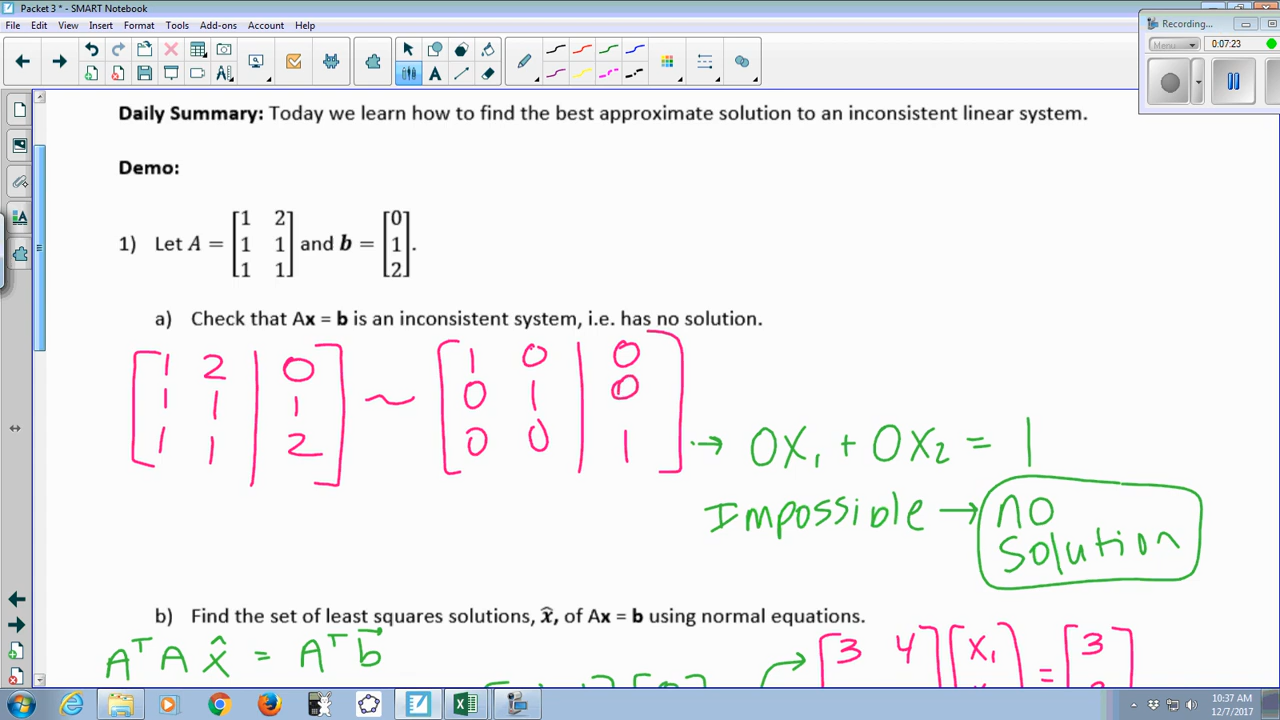 Packet 3 * - SMART Notebook
File Edit View Insert Format Tools Add-ons Account Help
Recording...
Menu
0:07:23
Daily Summary: Today we learn how to find the best approximate solution to an inconsistent linear system.
Demo:
1) Let A = [1 2; 1 1; 1 1] and b = [0; 1; 2].
a) Check that Ax = b is an inconsistent system, i.e. has no solution.
[1 2 | 0] ~ [1 0 | 0]
[1 1 | 1] [0 1 | 0]
[1 1 | 2] [0 0 | 1] → 0x₁ + 0x₂ = 1
Impossible → no
solution
b) Find the set of least squares solutions, x̂, of Ax = b using normal equations.
AᵀA x̂ = Aᵀb⃗
[3 4][x₁ = [3
10:37 AM
12/7/2017